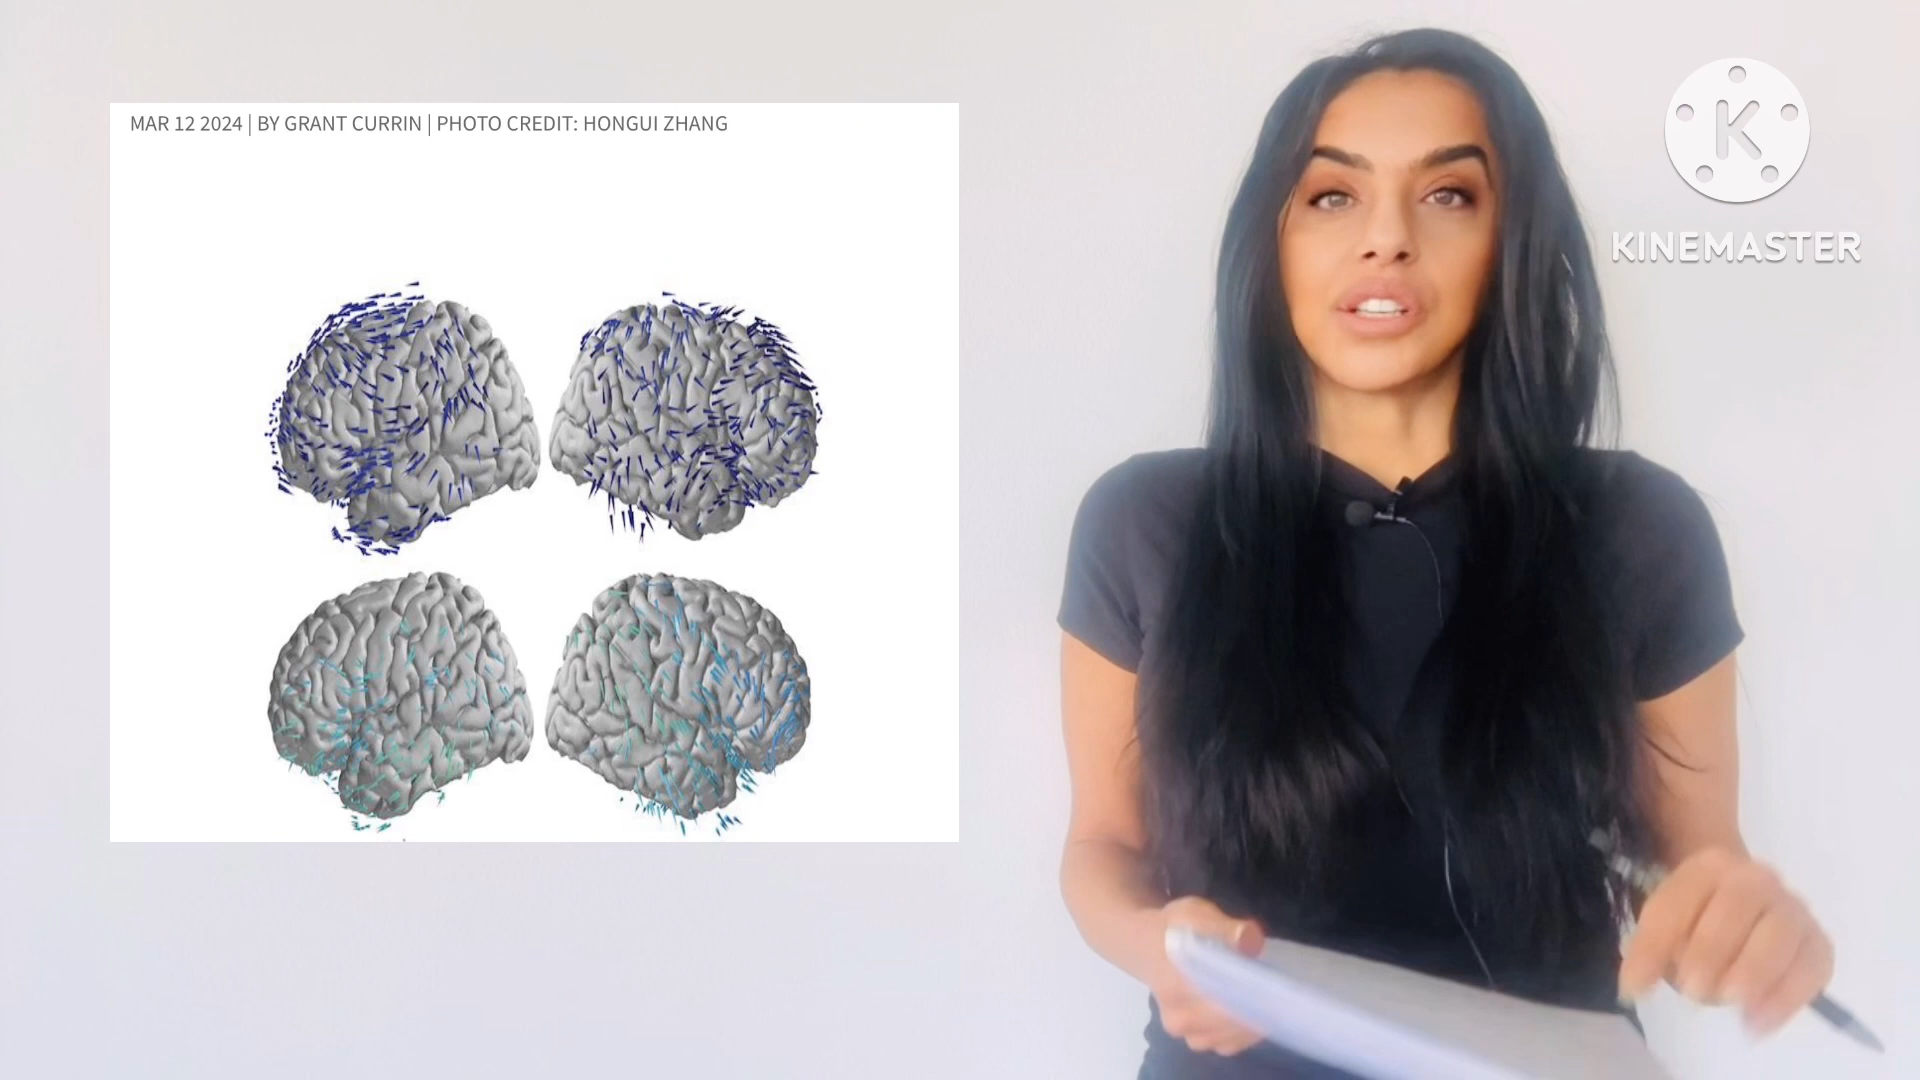 MAR 12 2024 | BY GRANT CURRIN | PHOTO CREDIT: HONGUI ZHANG
K
KINEMASTER